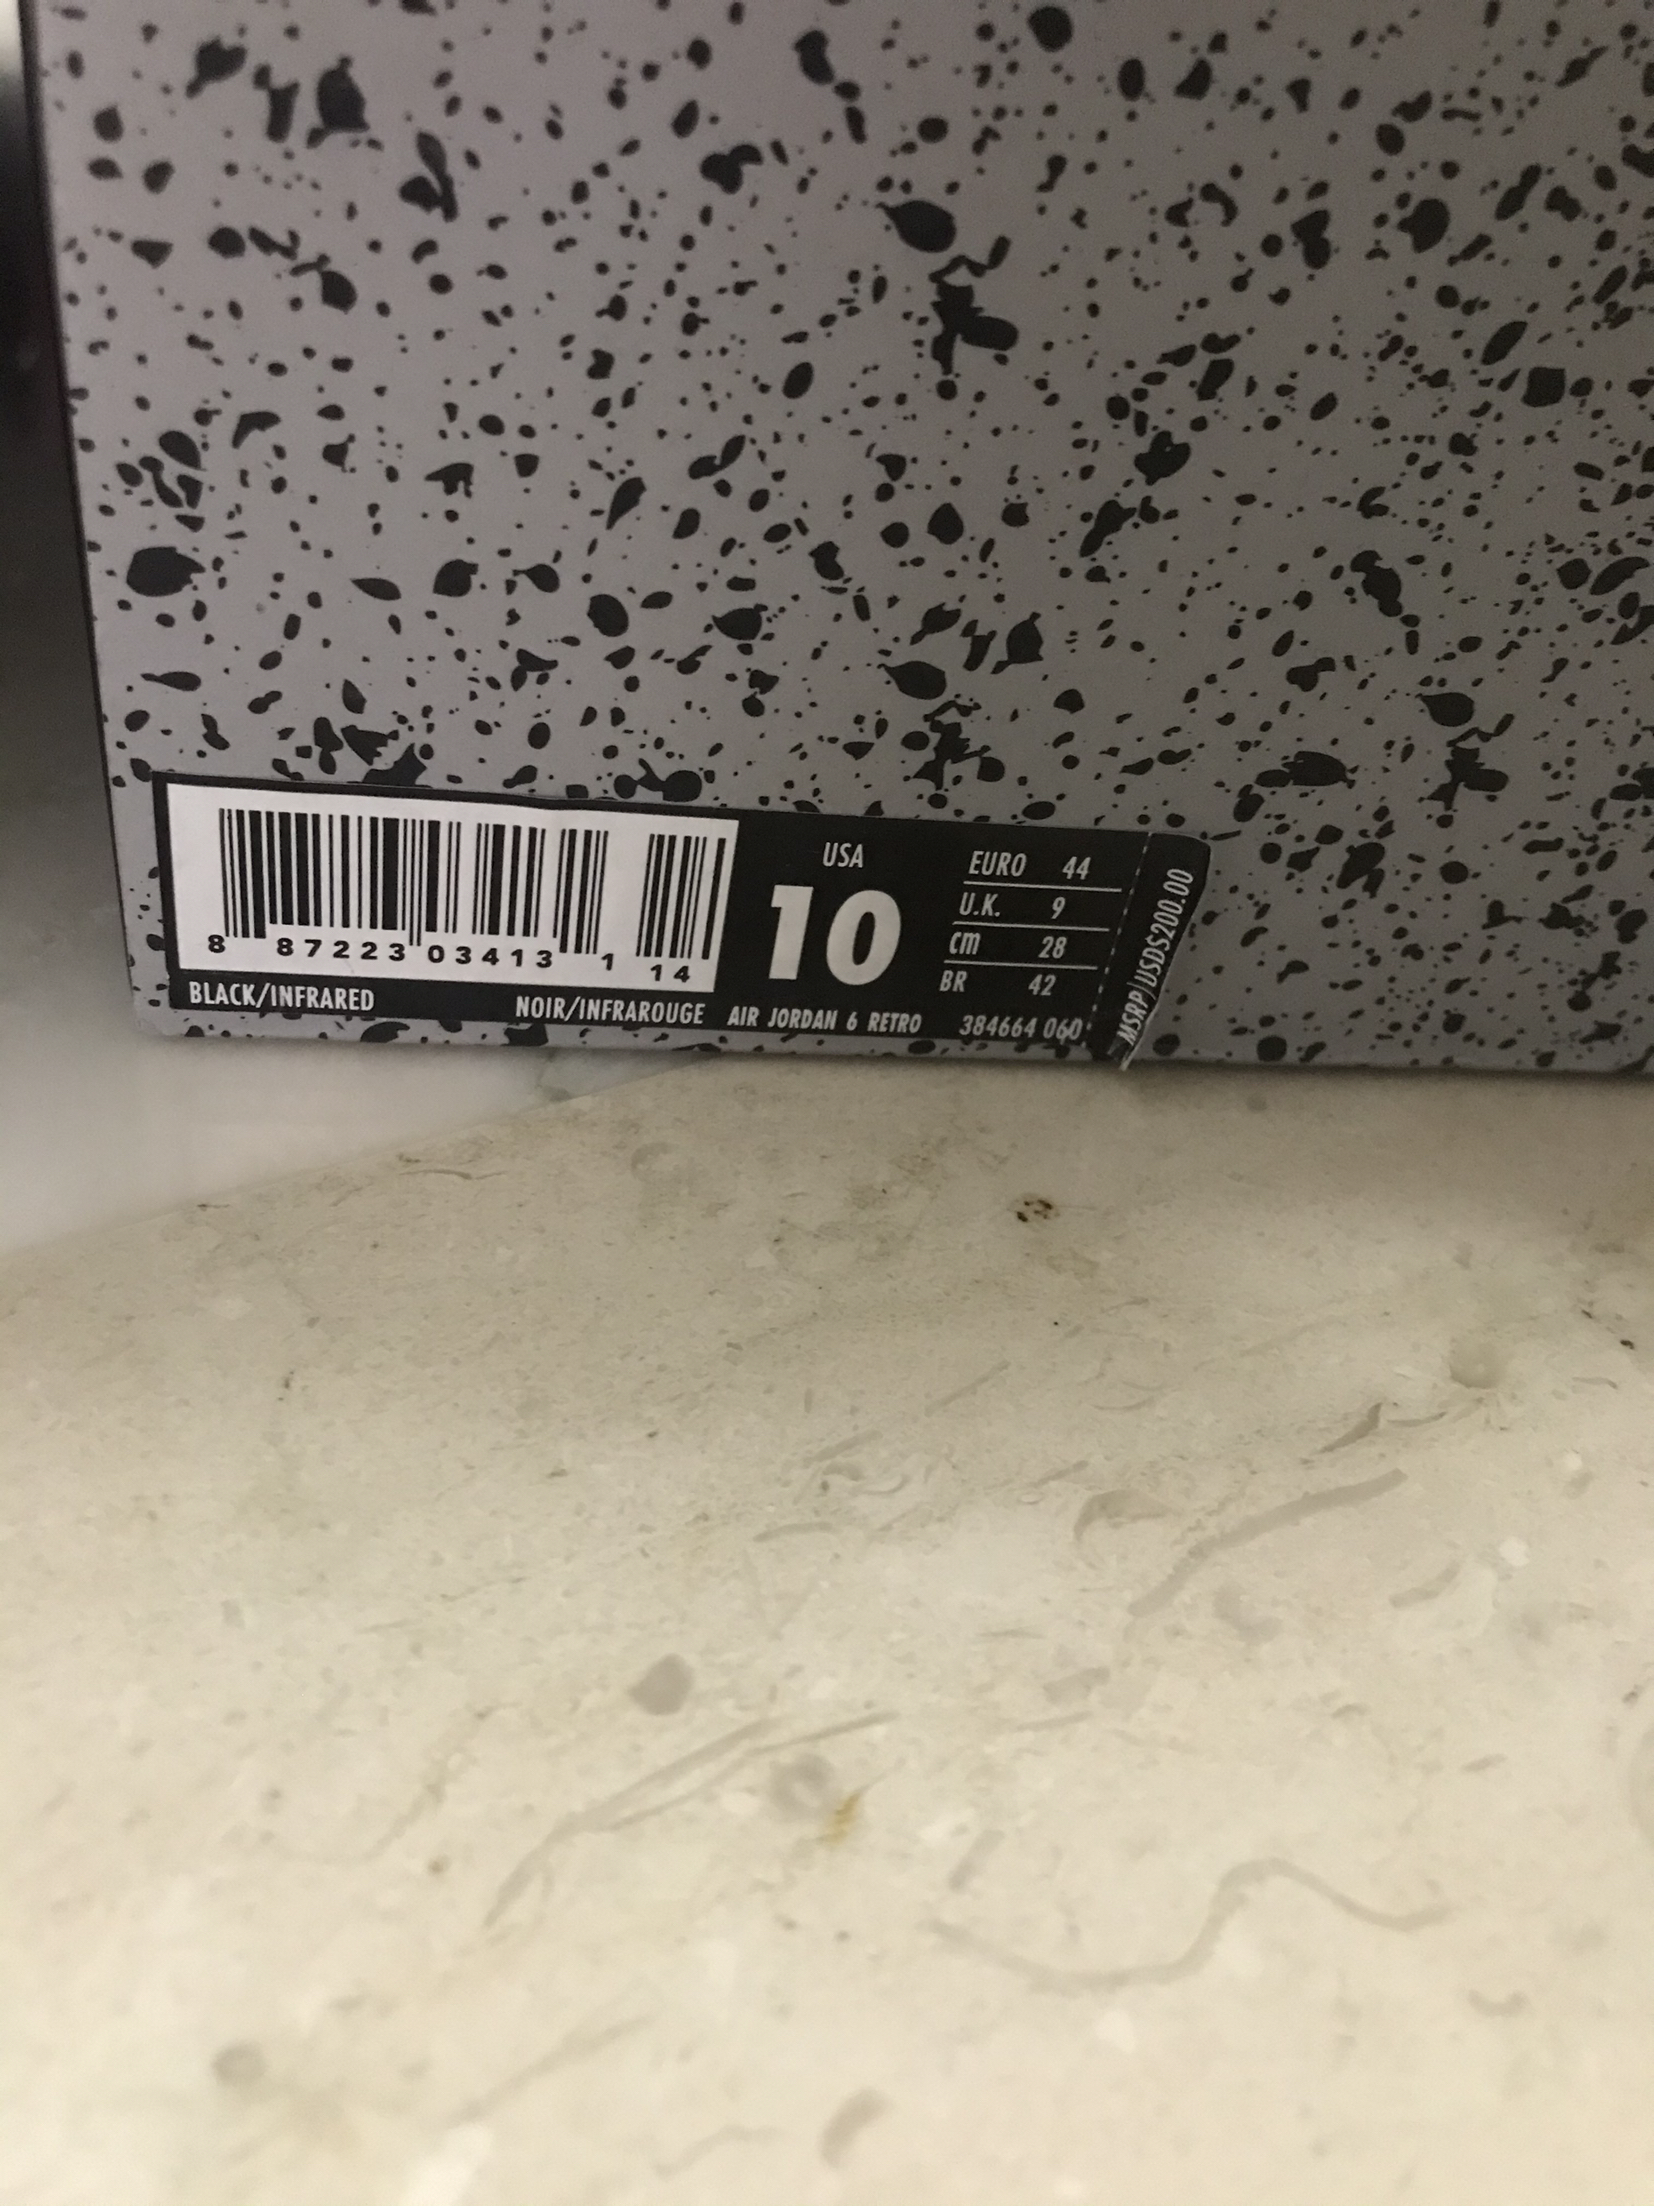 8 87223 03413 1 14
USA
10
EURO 44
U.K. 9
cm 28
BR 42
BLACK/INFRARED NOIR/INFRAROUGE AIR JORDAN 6 RETRO 384664 060
MSRP/USD$200.00